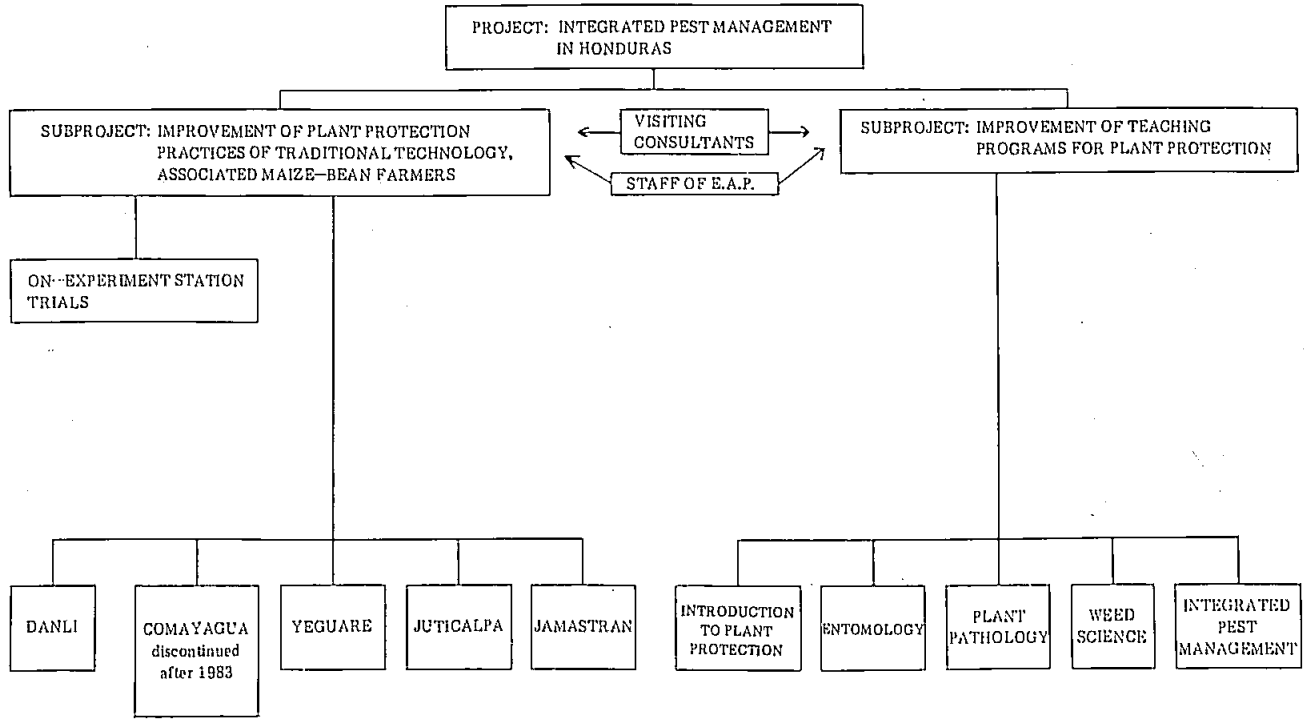 PROJECT: INTEGRATED PEST MANAGEMENT
IN HONDURAS
SUBPROJECT: IMPROVEMENT OF PLANT PROTECTION
PRACTICES OF TRADITIONAL TECHNOLOGY,
ASSOCIATED MAIZE-BEAN FARMERS
VISITING
CONSULTANTS
STAFF OF E.A.P.
SUBPROJECT: IMPROVEMENT OF TEACHING
PROGRAMS FOR PLANT PROTECTION
ON-EXPERIMENT STATION
TRIALS
DANLI
COMAYAGUA
discontinued
after 1983
YEGUARE
JUTICALPA
JAMASTRAN
INTRODUCTION
TO PLANT
PROTECTION
ENTOMOLOGY
PLANT
PATHOLOGY
WEED
SCIENCE
INTEGRATED
PEST
MANAGEMENT